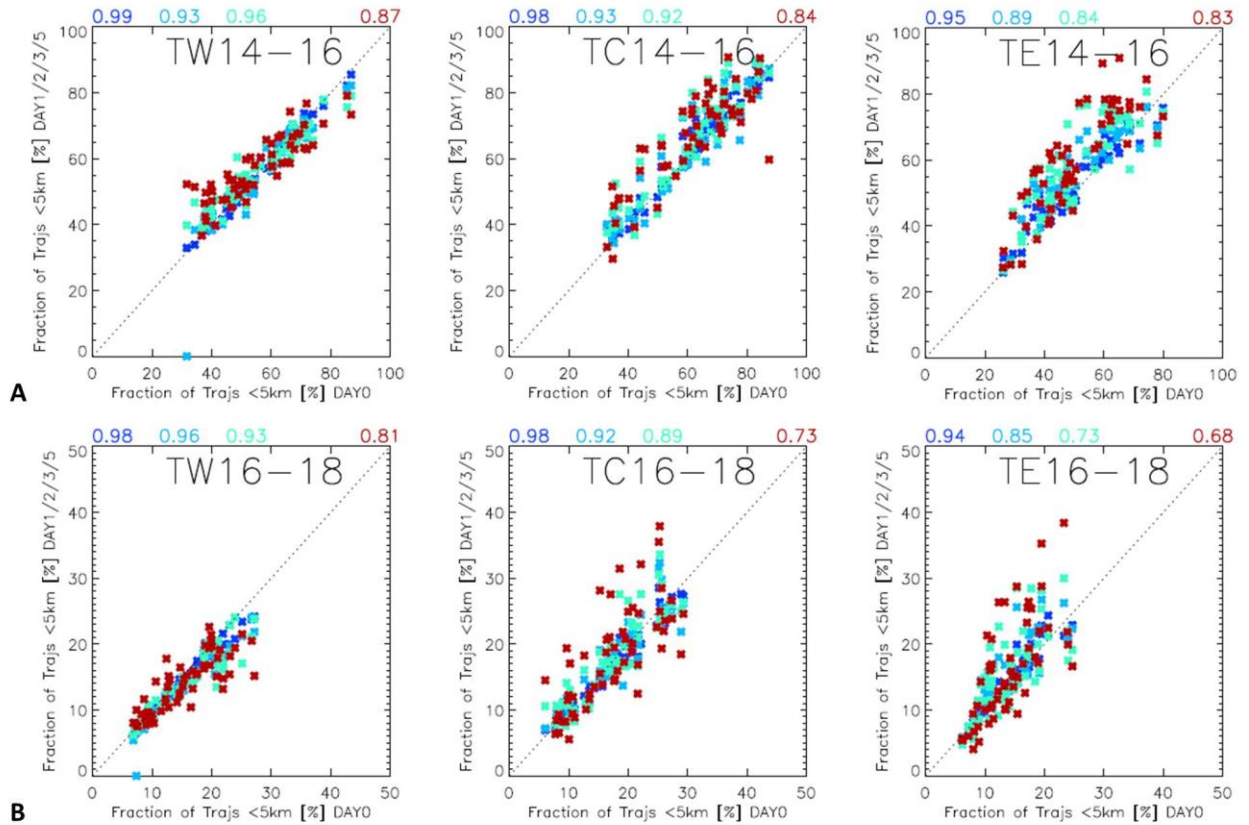 0.99 0.93 0.96 0.87
TW14-16
100
80
60
40
20
0
Fraction of Trajs <5km [%] DAY1/2/3/5
0 20 40 60 80 100
Fraction of Trajs <5km [%] DAY0
0.98 0.93 0.92 0.84
TC14-16
100
80
60
40
20
0
Fraction of Trajs <5km [%] DAY1/2/3/5
0 20 40 60 80 100
Fraction of Trajs <5km [%] DAY0
0.95 0.89 0.84 0.83
TE14-16
100
80
60
40
20
0
Fraction of Trajs <5km [%] DAY1/2/3/5
0 20 40 60 80 100
Fraction of Trajs <5km [%] DAY0
A
0.98 0.96 0.93 0.81
TW16-18
50
40
30
20
10
0
Fraction of Trajs <5km [%] DAY1/2/3/5
0 10 20 30 40 50
Fraction of Trajs <5km [%] DAY0
0.98 0.92 0.89 0.73
TC16-18
50
40
30
20
10
0
Fraction of Trajs <5km [%] DAY1/2/3/5
0 10 20 30 40 50
Fraction of Trajs <5km [%] DAY0
0.94 0.85 0.73 0.68
TE16-18
50
40
30
20
10
0
Fraction of Trajs <5km [%] DAY1/2/3/5
0 10 20 30 40 50
Fraction of Trajs <5km [%] DAY0
B